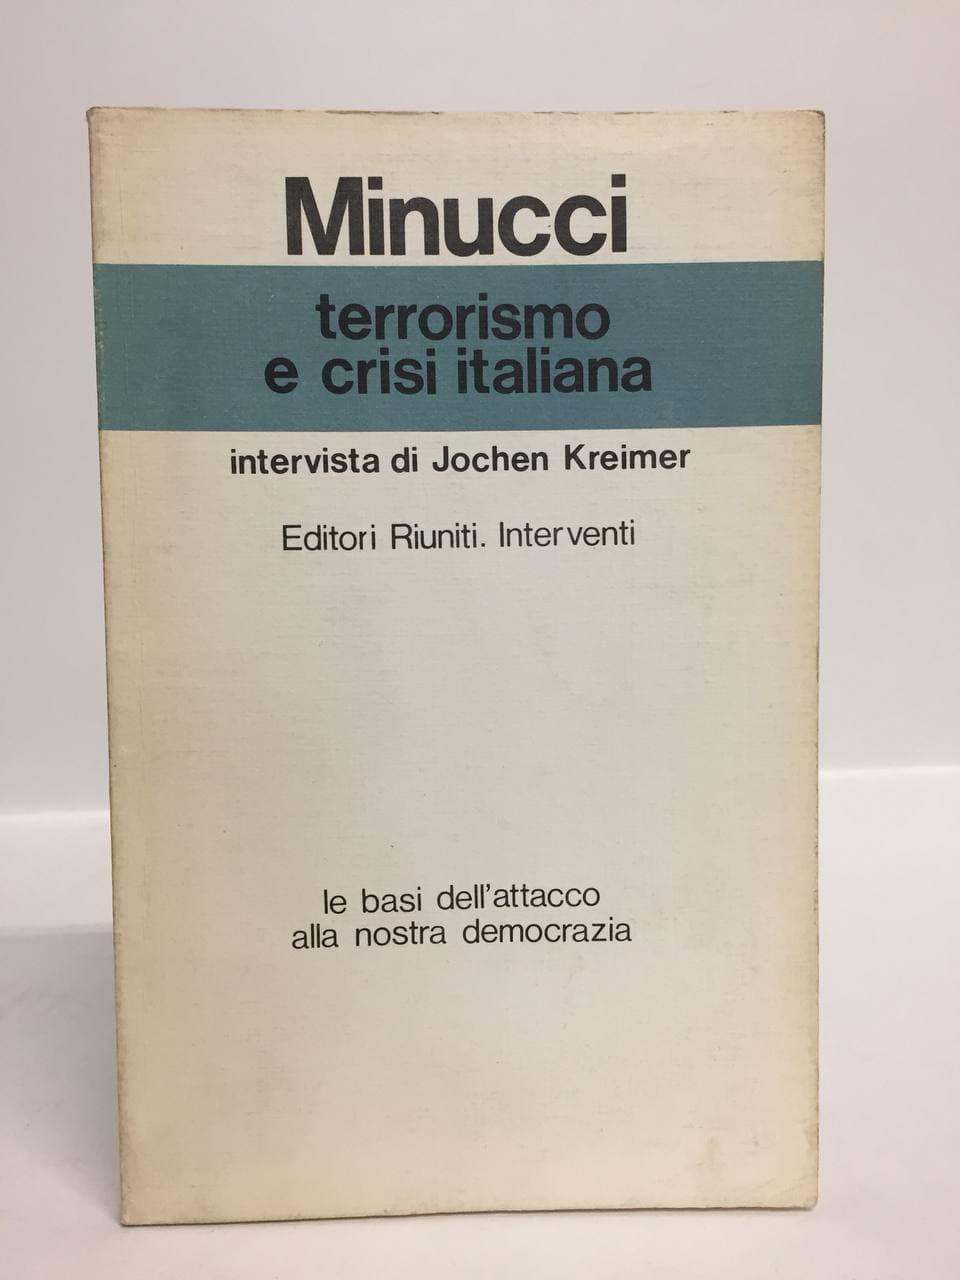 Minucci
terrorismo
e crisi italiana
intervista di Jochen Kreimer
Editori Riuniti. Interventi
le basi dell'attacco
alla nostra democrazia